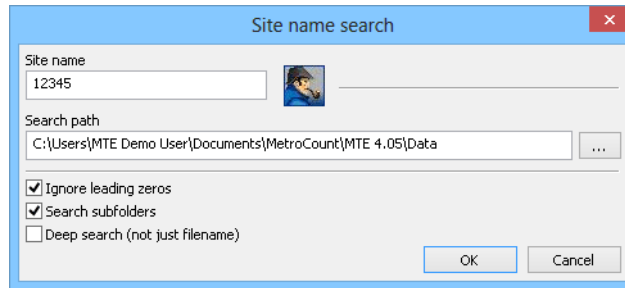 Site name search
Site name
12345
Search path
C:\Users\MTE Demo User\Documents\MetroCount\MTE 4.05\Data
...
Ignore leading zeros
Search subfolders
Deep search (not just filename)
OK Cancel